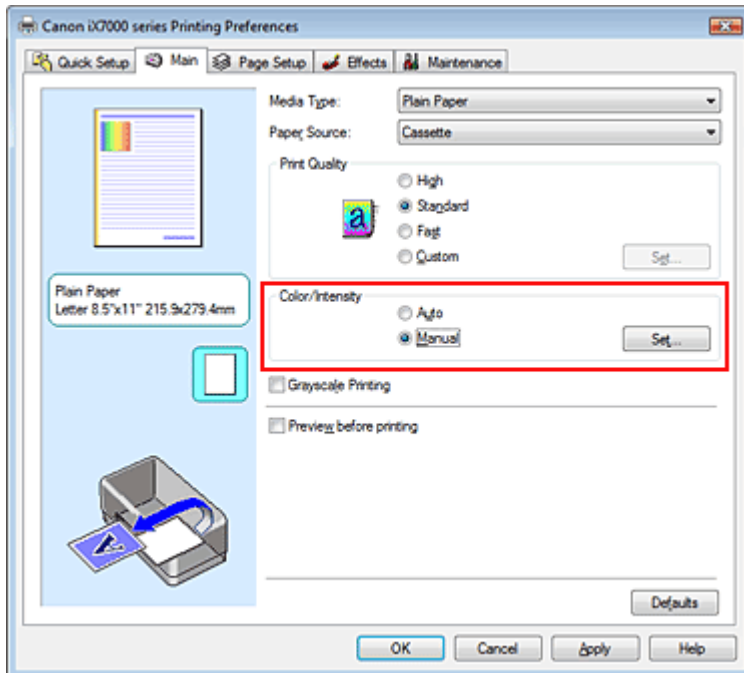 Canon iX7000 series Printing Preferences
Quick Setup Main Page Setup Effects Maintenance
Media Type: Plain Paper
Paper Source: Cassette
Print Quality
High
a
Standard
Fast
Custom Set...
Plain Paper
Letter 8.5"x11" 215.9x279.4mm
Color/Intensity
Auto
Manual Set...
Grayscale Printing
Preview before printing
A
Defaults
OK Cancel Apply Help